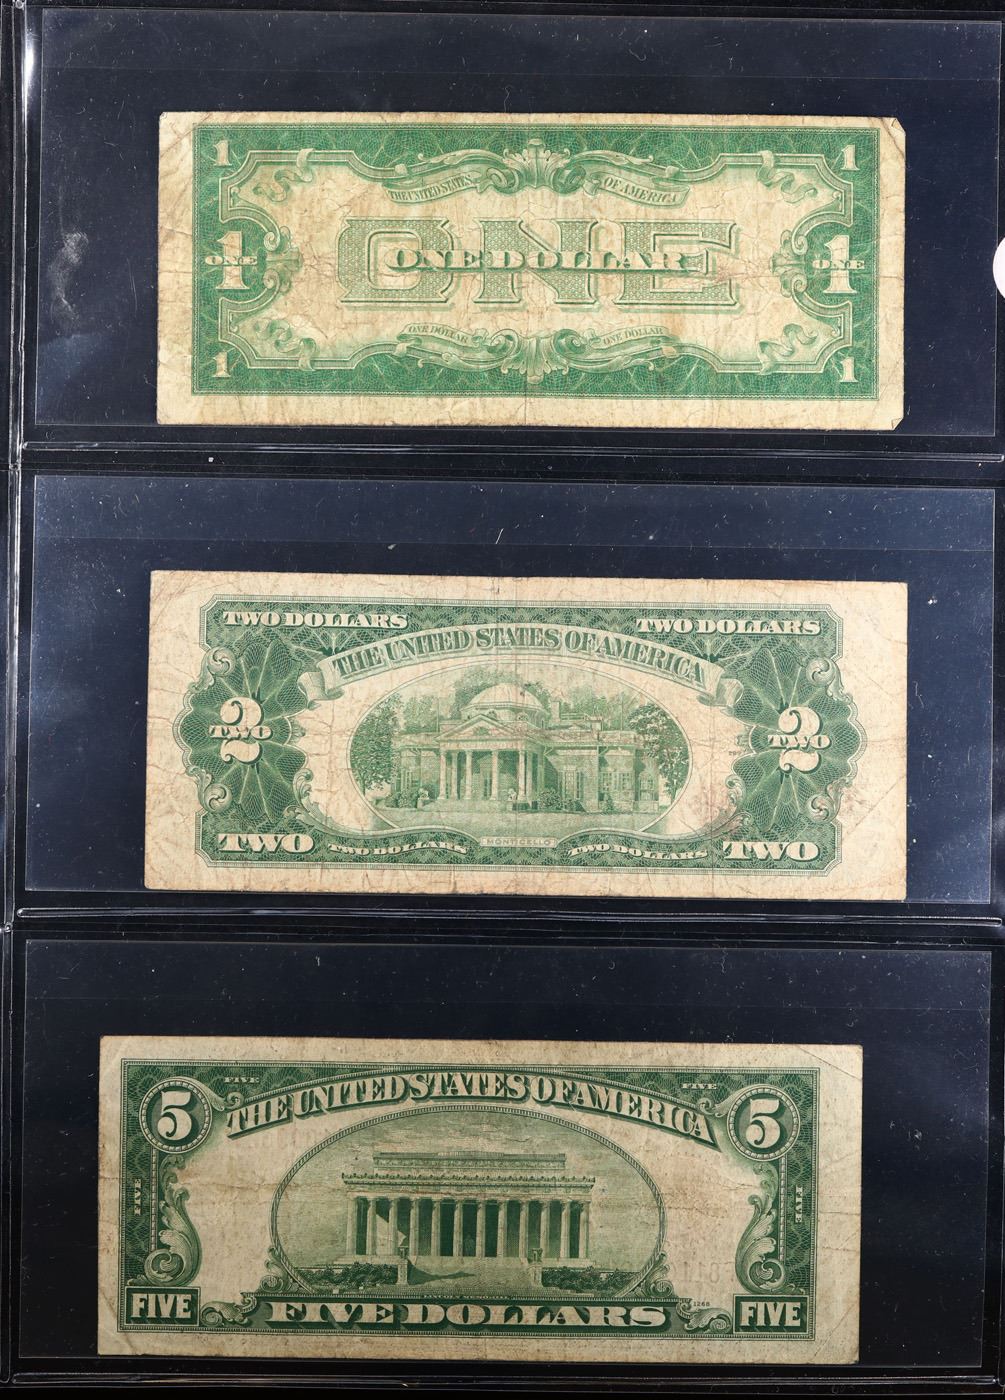 1 1
THE UNITED STATES OF AMERICA
ONE
1 ONE ONE DOLLAR 1 ONE
ONE DOLLAR ONE DOLLAR
1 1
TWO DOLLARS TWO DOLLARS
THE UNITED STATES OF AMERICA
2 TWO 2 TWO
TWO TWO DOLLARS MONTICELLO TWO DOLLARS TWO
FIVE FIVE
5 THE UNITED STATES OF AMERICA 5
FIVE FIVE
1268
FIVE FIVE DOLLARS FIVE